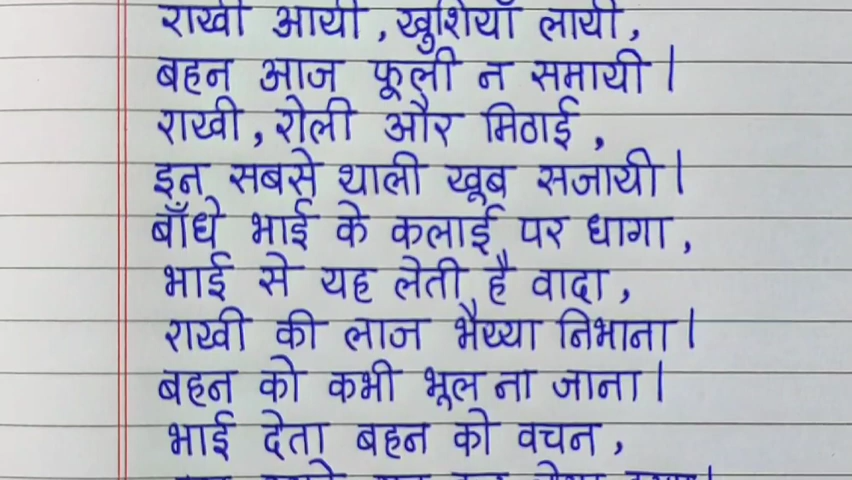 राखी आयी, खुशियाँ लायी,
बहन आज फूली न समायी।
राखी, रोली और मिठाई,
इन सबसे थाली खूब सजायी।
बाँधे भाई के कलाई पर धागा,
भाई से यह लेती है वादा,
राखी की लाज भैय्या निभाना।
बहन को कभी भूल ना जाना।
भाई देता बहन को वचन,